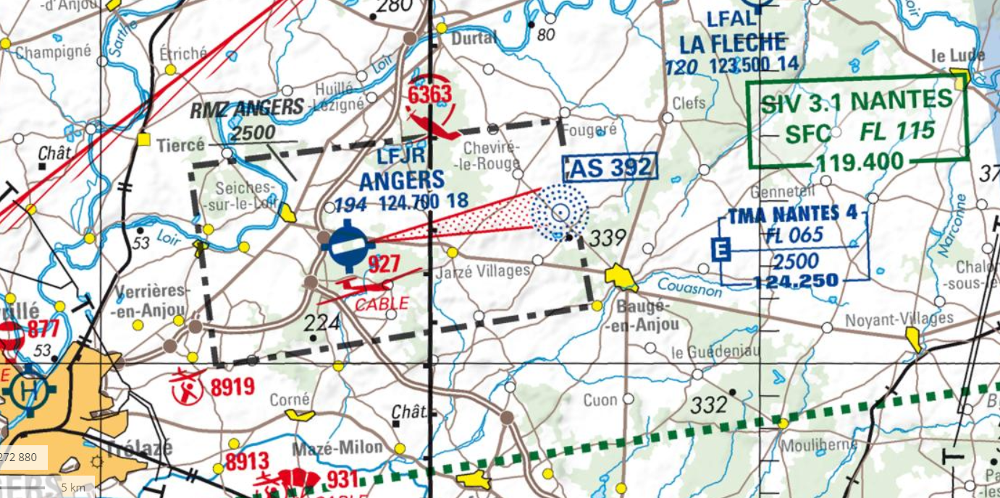 -d'Anjou
280
Durtal
80
LFAL
LA FLECHE
120 123.500 14
Loir
le Lude
Champigné
Sarthe
Étriché
Loir
Huillé-
-Lézigné
6363
Clefs
SIV 3.1 NANTES
SFC FL 115
119.400
RMZ ANGERS
2500
Tiercé
Chât.
Fougeré
Cheviré-
-le-Rouge
LFJR
ANGERS
194 124.700 18
AS 392
37
Seiches-
-sur-le-Loir
Genneteil
TMA NANTES 4
FL 065
E
2500
124.250
Marconne
53
Loir
339
927
CABLE
Jarzé Villages
Couasnon
Verrières-
-en-Anjou
224
Baugé-
-en-Anjou
Noyant-Villages
877
53
le Guédeniau
H
8919
Corné
Chât.
Cuon
332
Mouliherne
Trélazé
272 880
8913
Mazé-Milon
931
CABLE
5 km